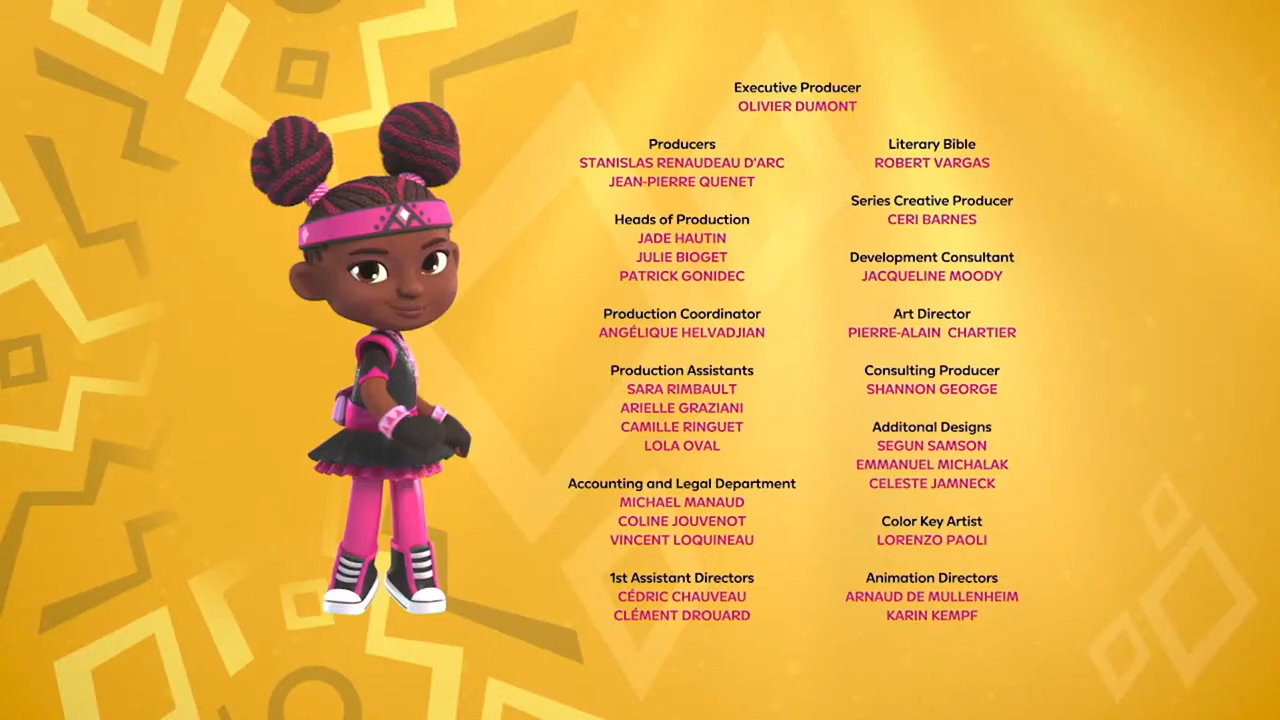 Executive Producer
OLIVIER DUMONT
Producers
STANISLAS RENAUDEAU D'ARC
JEAN-PIERRE QUENET
Heads of Production
JADE HAUTIN
JULIE BIOGET
PATRICK GONIDEC
Production Coordinator
ANGÉLIQUE HELVADJIAN
Production Assistants
SARA RIMBAULT
ARIELLE GRAZIANI
CAMILLE RINGUET
LOLA OVAL
Accounting and Legal Department
MICHAEL MANAUD
COLINE JOUVENOT
VINCENT LOQUINEAU
1st Assistant Directors
CÉDRIC CHAUVEAU
CLÉMENT DROUARD
Literary Bible
ROBERT VARGAS
Series Creative Producer
CERI BARNES
Development Consultant
JACQUELINE MOODY
Art Director
PIERRE-ALAIN  CHARTIER
Consulting Producer
SHANNON GEORGE
Additonal Designs
SEGUN SAMSON
EMMANUEL MICHALAK
CELESTE JAMNECK
Color Key Artist
LORENZO PAOLI
Animation Directors
ARNAUD DE MULLENHEIM
KARIN KEMPF